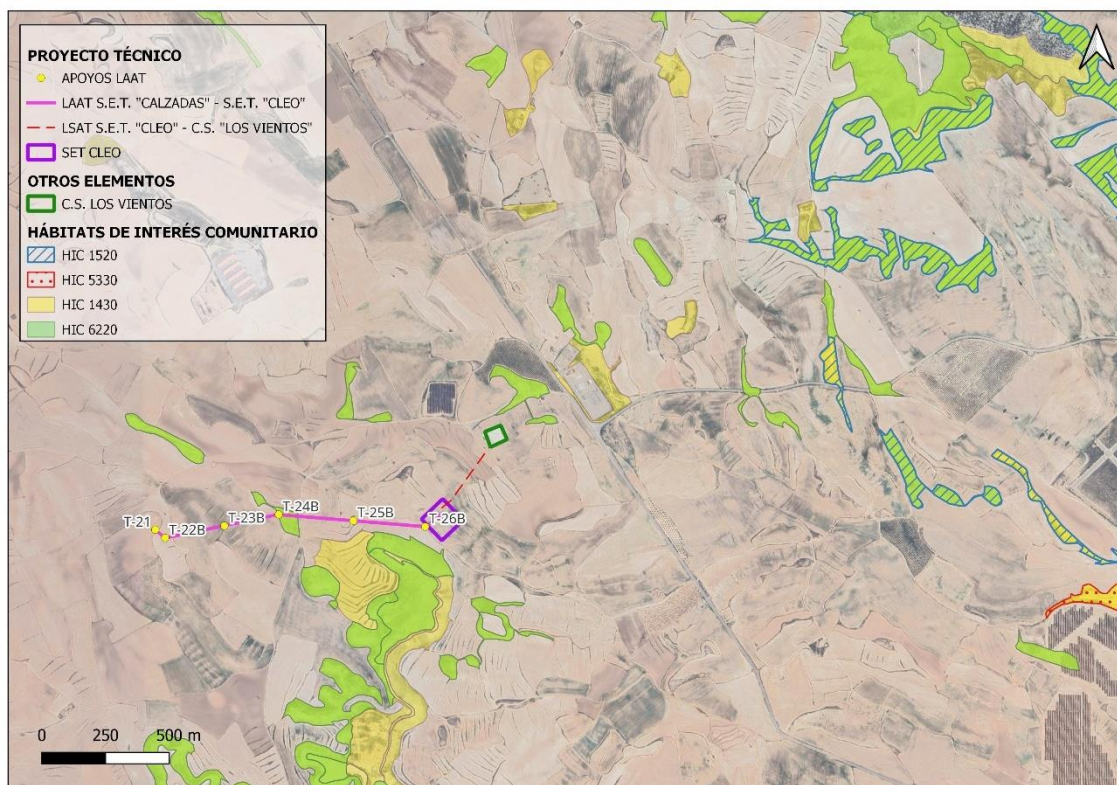 PROYECTO TÉCNICO
APOYOS LAAT
LAAT S.E.T. "CALZADAS" - S.E.T. "CLEO"
LSAT S.E.T. "CLEO" - C.S. "LOS VIENTOS"
SET CLEO
OTROS ELEMENTOS
C.S. LOS VIENTOS
HÁBITATS DE INTERÉS COMUNITARIO
HIC 1520
HIC 5330
HIC 1430
HIC 6220
T-21
T-22B
T-23B
T-24B
T-25B
T-26B
0 250 500 m